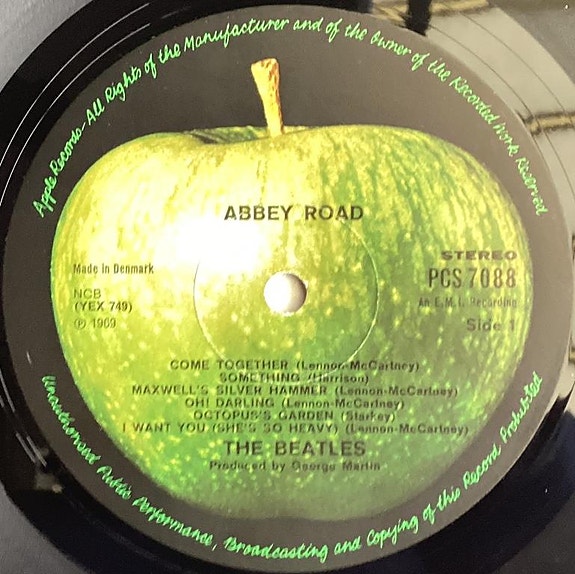 Apple Records-All Rights of the Manufacturer and of the Owner of the Recorded Work Reserved
ABBEY ROAD
Made in Denmark
NCB
(YEX 749)
℗ 1969
STEREO
PCS 7088
An E.M.I. Recording
Side 1
COME TOGETHER (Lennon-McCartney)
SOMETHING (Harrison)
MAXWELL'S SILVER HAMMER (Lennon-McCartney)
OH! DARLING (Lennon-McCartney)
OCTOPUS'S GARDEN (Starkey)
I WANT YOU (SHE'S SO HEAVY) (Lennon-McCartney)
THE BEATLES
Produced by George Martin
Unauthorised Public Performance, Broadcasting and Copying of this Record Prohibited